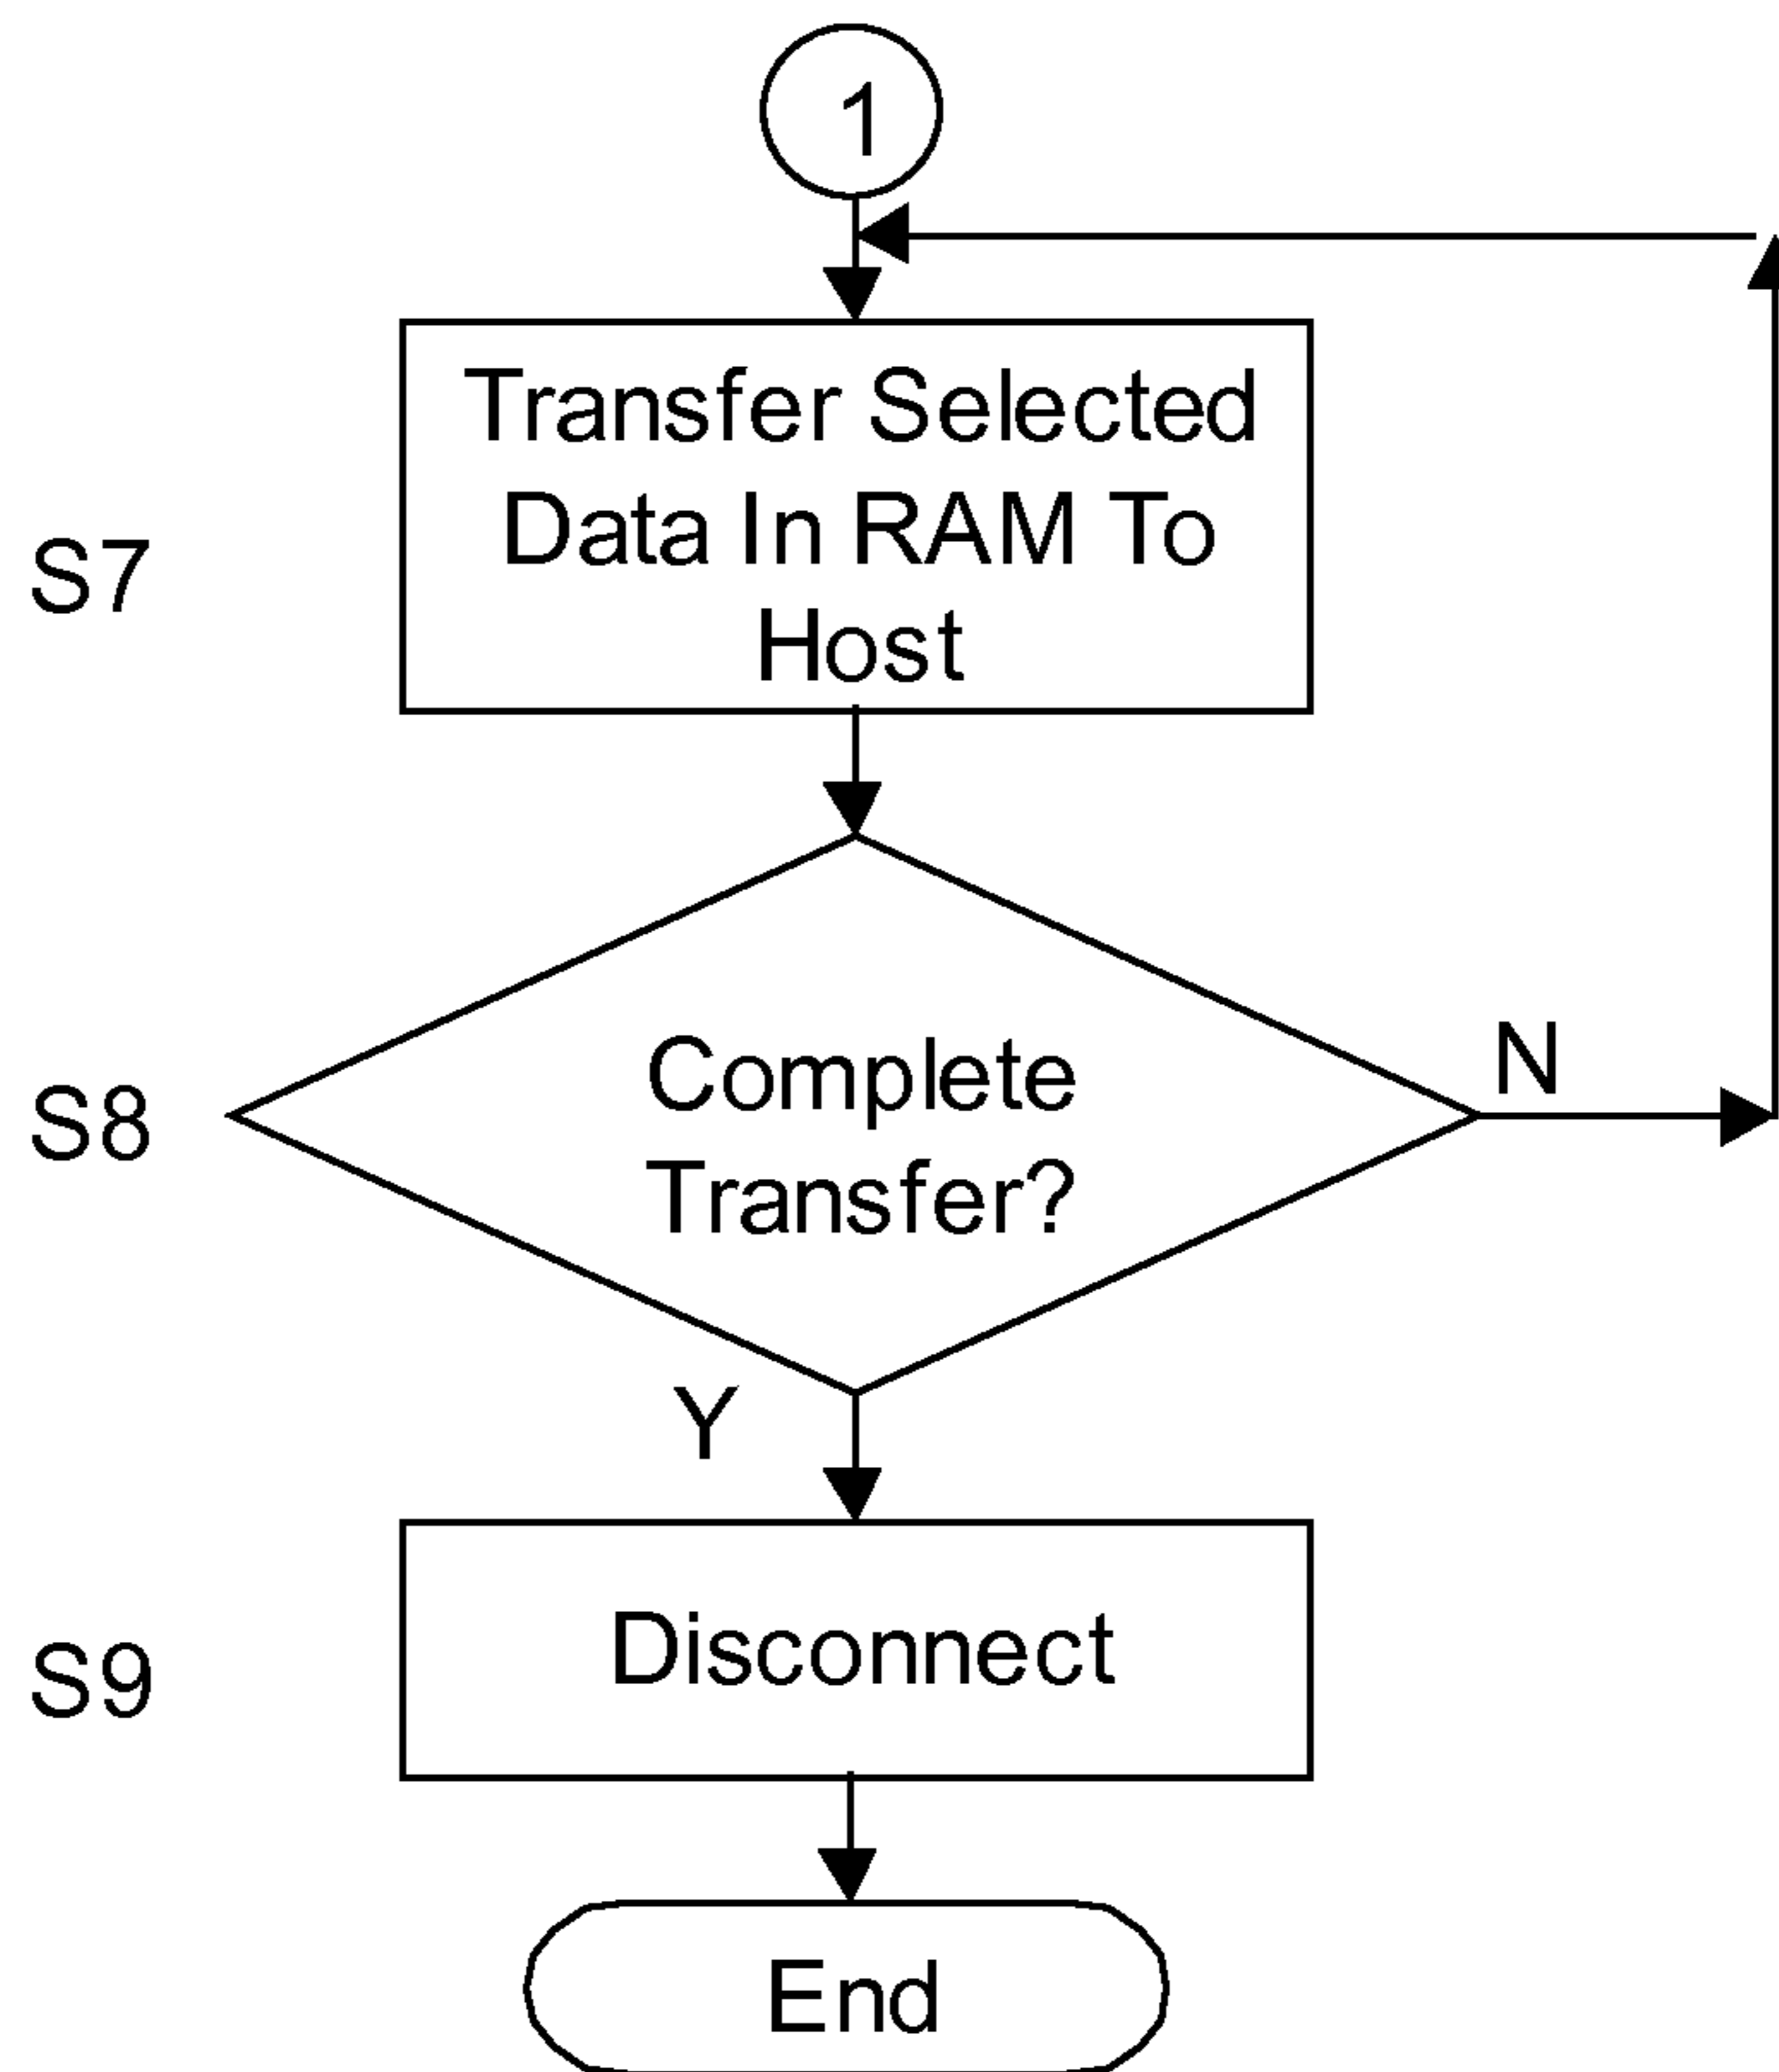 1
Transfer Selected
Data In RAM To
Host
S7
Complete
Transfer?
N
S8
Y
Disconnect
S9
End